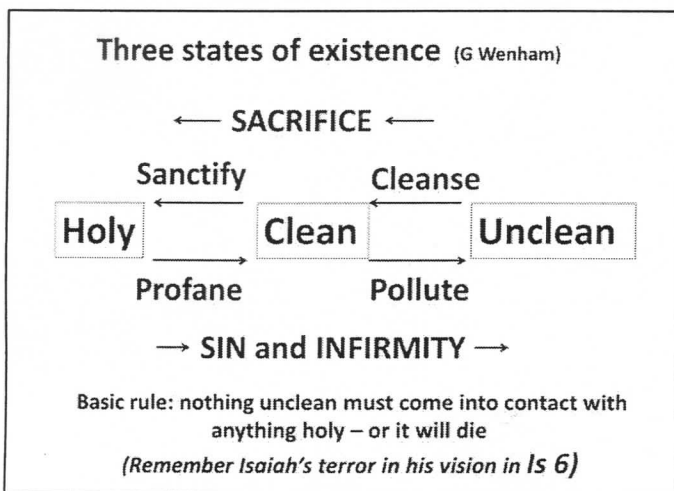 Three states of existence (G Wenham)
← SACRIFICE ←
Sanctify Cleanse
Holy Clean Unclean
Profane Pollute
→ SIN and INFIRMITY →
Basic rule: nothing unclean must come into contact with
anything holy – or it will die
(Remember Isaiah's terror in his vision in Is 6)